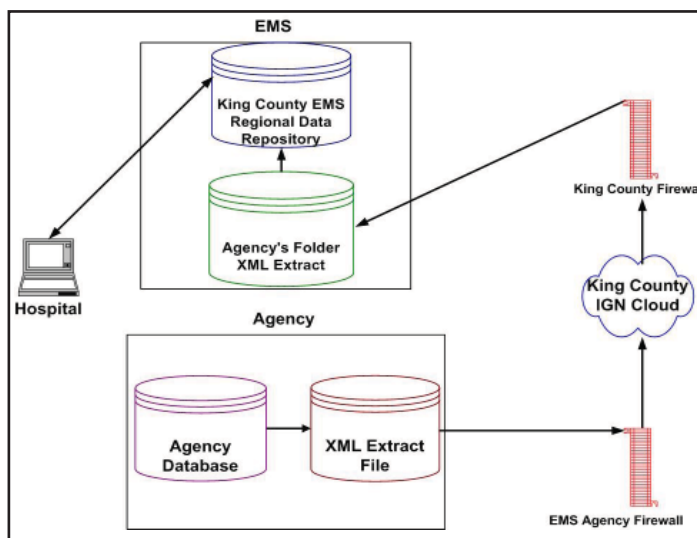 EMS
King County EMS
Regional Data
Repository
King County Firewa
Agency's Folder
XML Extract
King County
IGN Cloud
Hospital
Agency
Agency
Database
XML Extract
File
EMS Agency Firewall